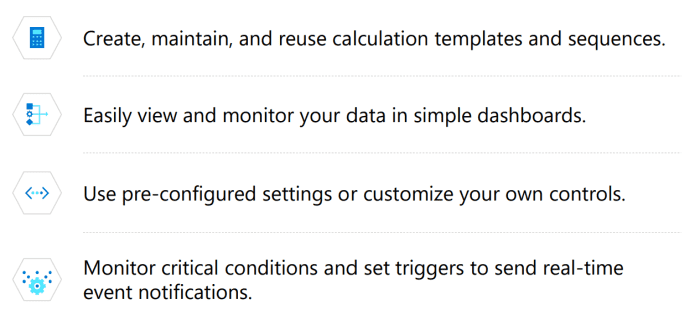 Create, maintain, and reuse calculation templates and sequences.
Easily view and monitor your data in simple dashboards.
Use pre-configured settings or customize your own controls.
Monitor critical conditions and set triggers to send real-time
event notifications.